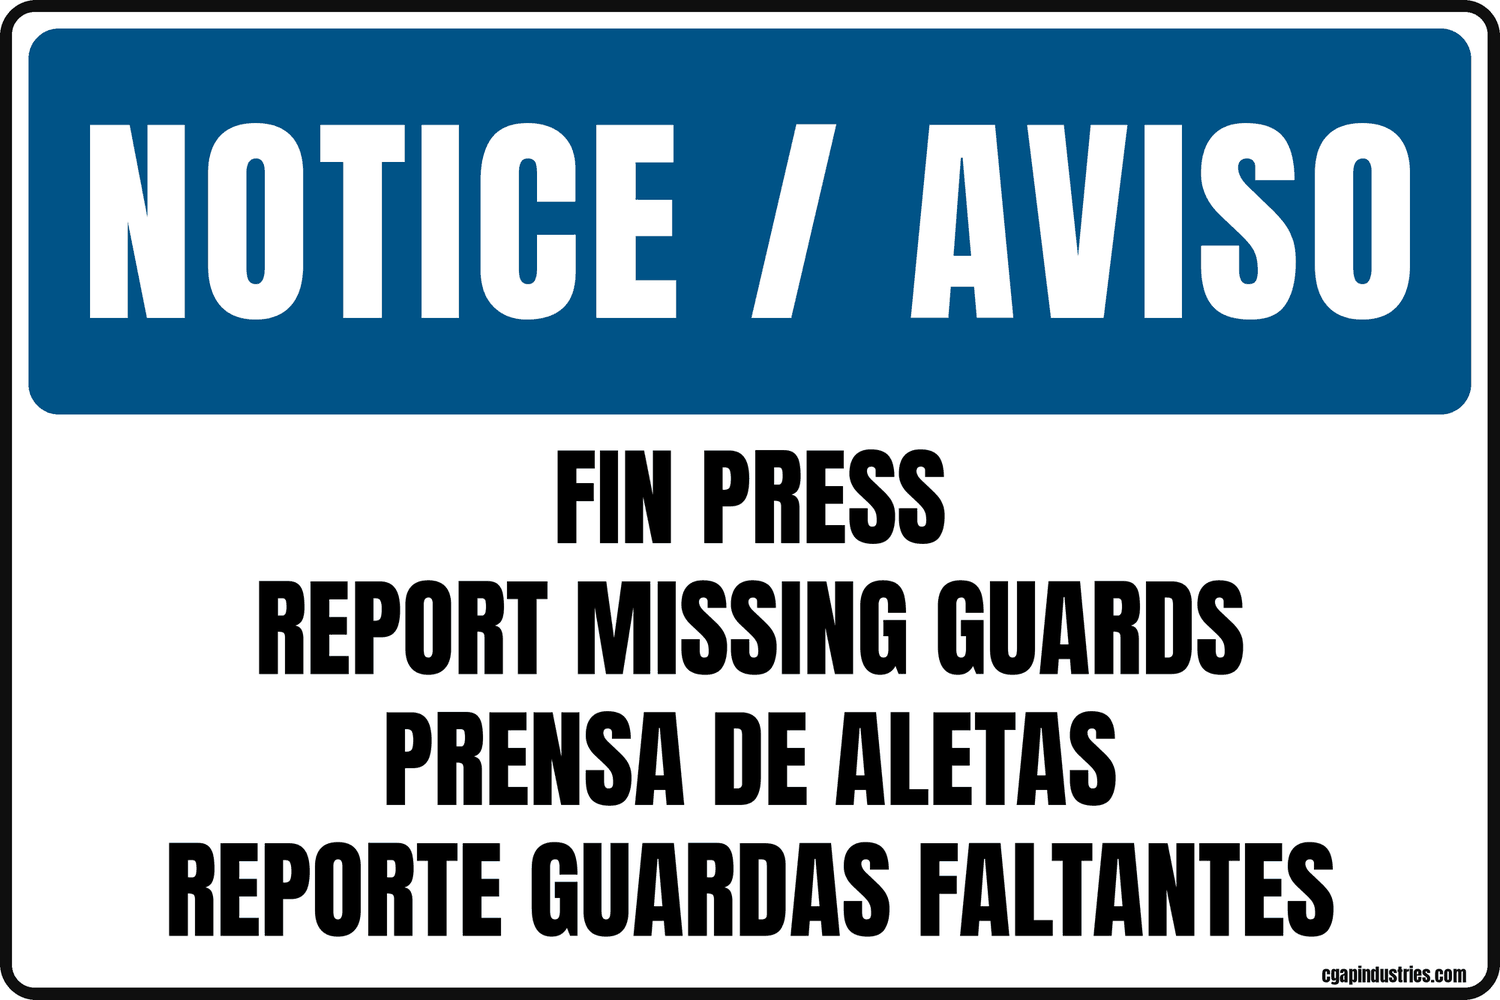 NOTICE / AVISO
FIN PRESS
REPORT MISSING GUARDS
PRENSA DE ALETAS
REPORTE GUARDAS FALTANTES
cgapindustries.com